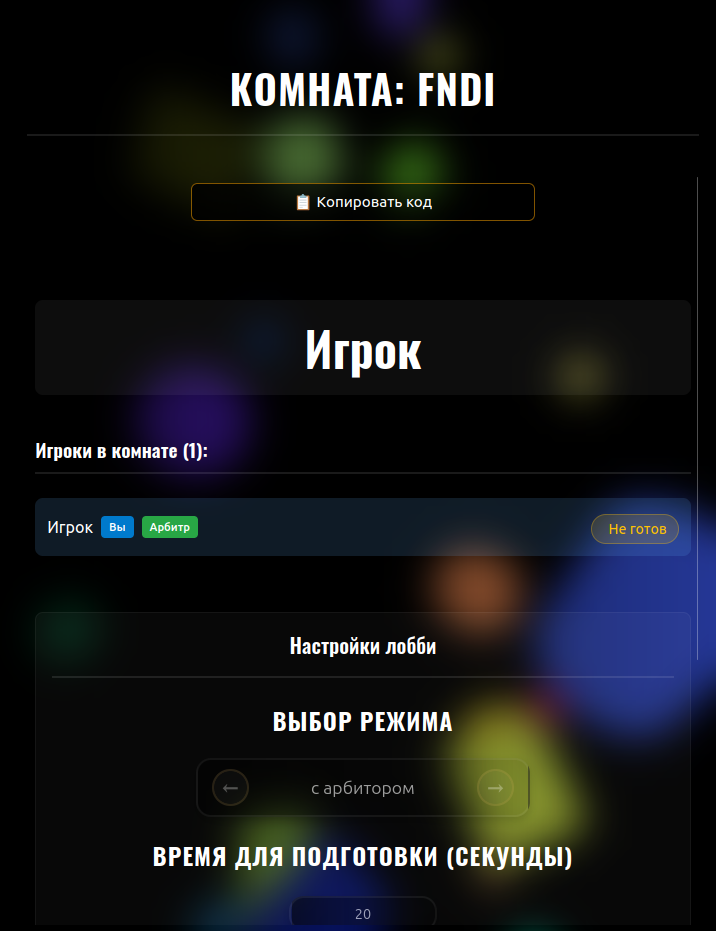 КОМНАТА: FNDI
📋 Копировать код
Игрок
Игроки в комнате (1):
Игрок Вы Арбитр Не готов
Настройки лобби
ВЫБОР РЕЖИМА
← с арбитором →
ВРЕМЯ ДЛЯ ПОДГОТОВКИ (СЕКУНДЫ)
20